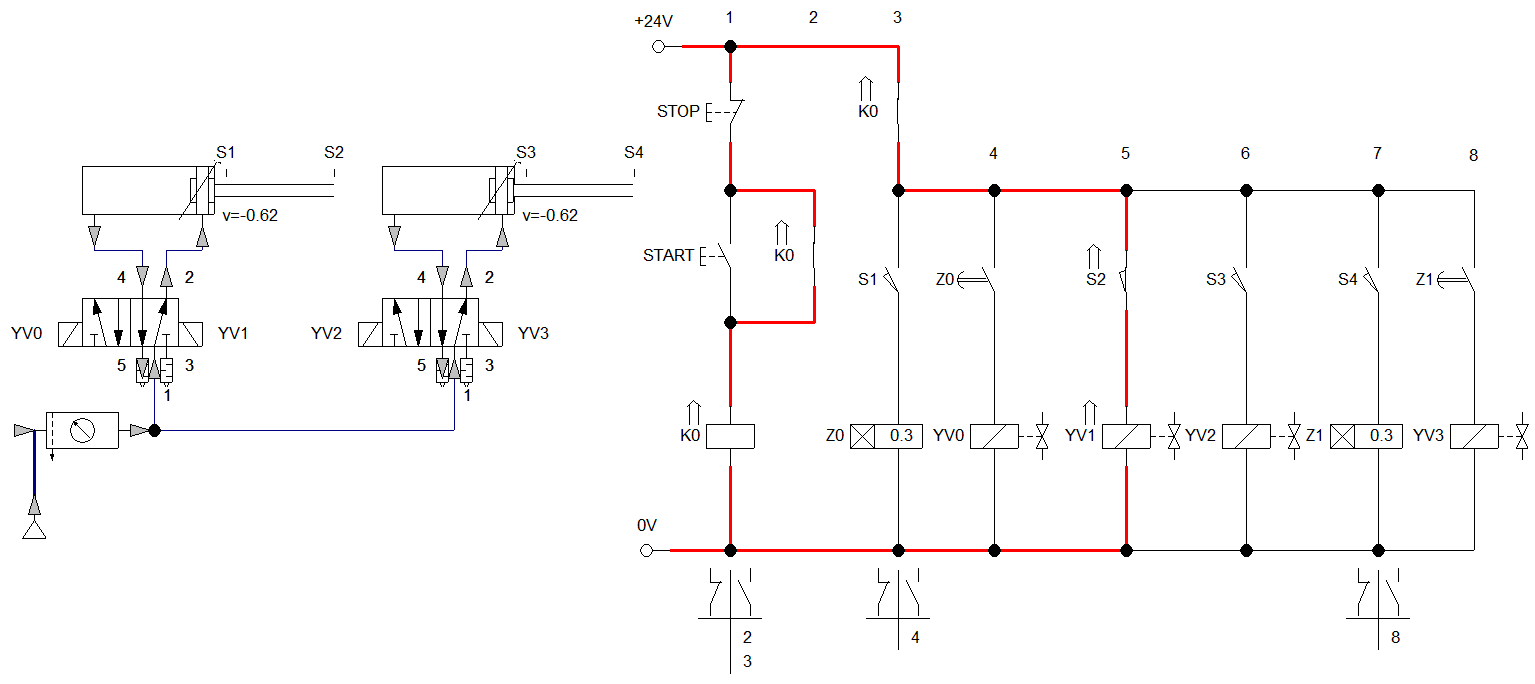 1 2 3
+24V
STOP K0
S1 S2 S3 S4 4 5 6 7 8
v=-0.62 v=-0.62
START K0
4 2 4 2 S1 Z0 S2 S3 S4 Z1
YV0 YV1 YV2 YV3
5 3 5 3
1 1
K0 Z0 0.3 YV0 YV1 YV2 Z1 0.3 YV3
0V
2 4 8
3